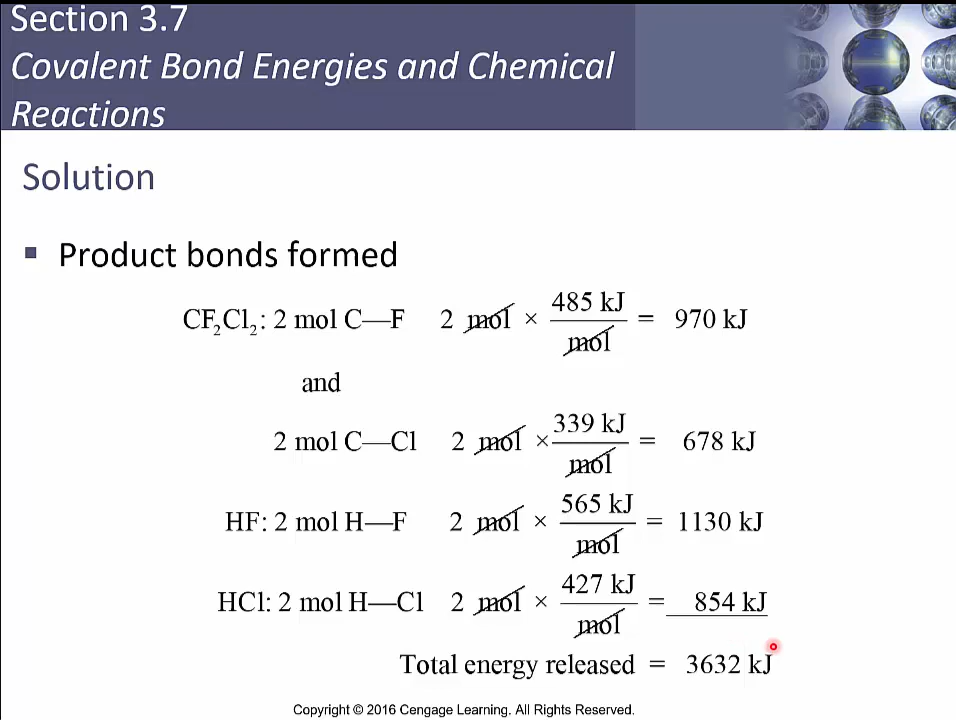 Section 3.7
Covalent Bond Energies and Chemical
Reactions
Solution
▪ Product bonds formed
CF₂Cl₂: 2 mol C—F 2 mol × 485 kJ/mol = 970 kJ
and
2 mol C—Cl 2 mol × 339 kJ/mol = 678 kJ
HF: 2 mol H—F 2 mol × 565 kJ/mol = 1130 kJ
HCl: 2 mol H—Cl 2 mol × 427 kJ/mol = 854 kJ
Total energy released = 3632 kJ
Copyright © 2016 Cengage Learning. All Rights Reserved.